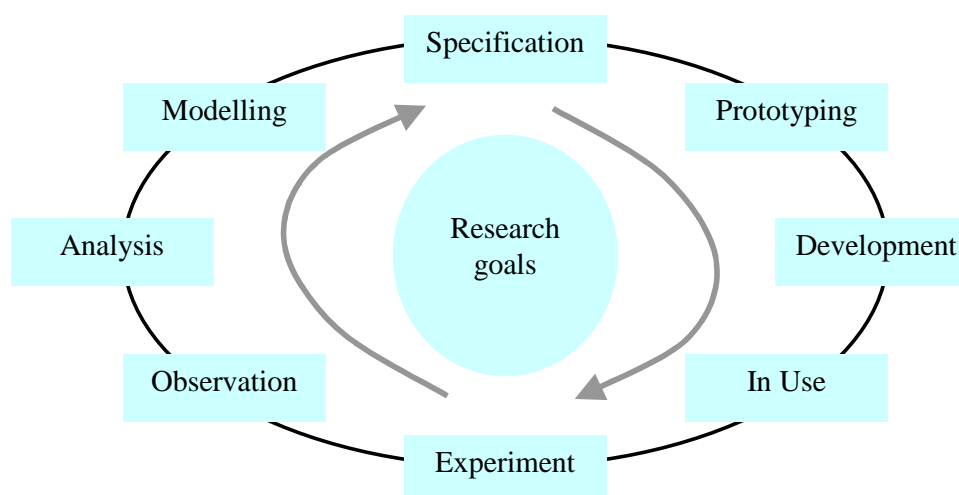 Specification
Modelling
Prototyping
Research
goals
Analysis
Development
Observation
In Use
Experiment